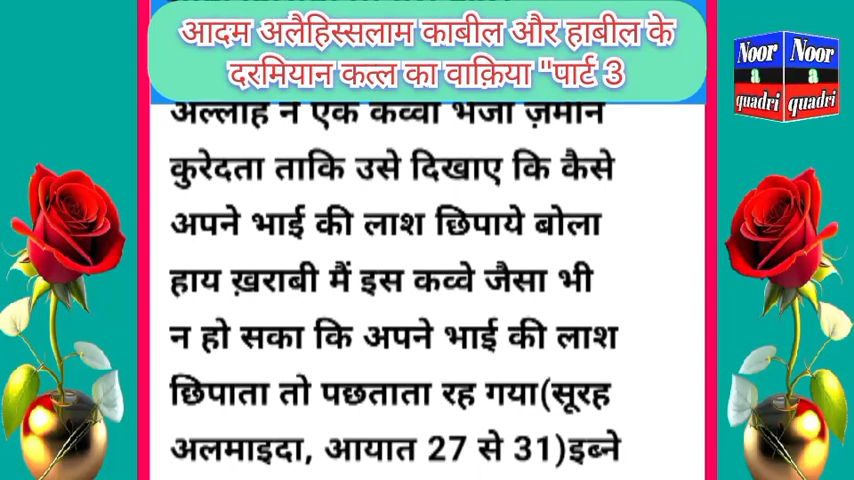 आदम अलैहिस्सलाम काबील और हाबील के
दरमियान कत्ल का वाक़िया "पार्ट 3
Noor Noor
a a
quadri quadri
अल्लाह ने एक कव्वा भेजा ज़मीन
कुरेदता ताकि उसे दिखाए कि कैसे
अपने भाई की लाश छिपाये बोला
हाय ख़राबी मैं इस कव्वे जैसा भी
न हो सका कि अपने भाई की लाश
छिपाता तो पछताता रह गया(सूरह
अलमाइदा, आयात 27 से 31)इब्ने